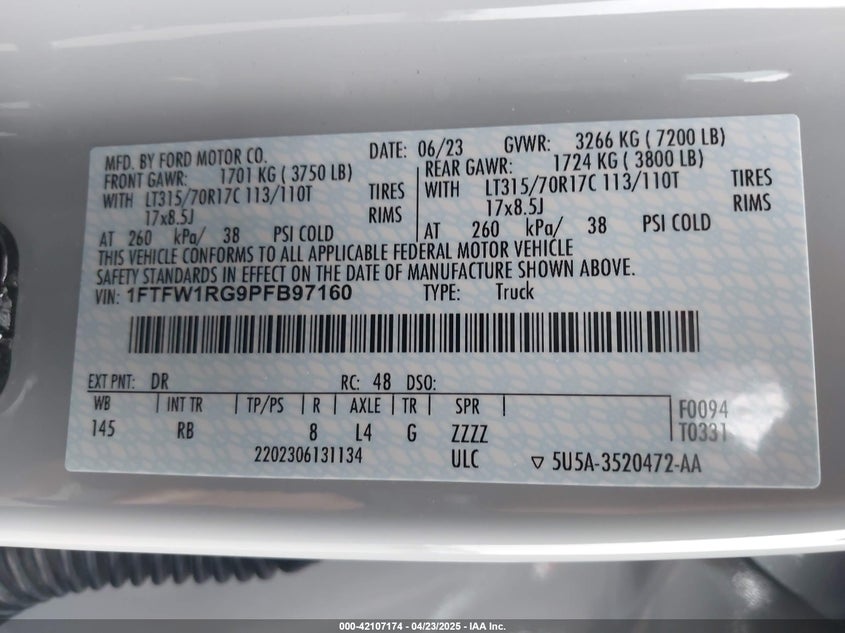 MFD. BY FORD MOTOR CO. DATE: 06/23 GVWR: 3266 KG ( 7200 LB)
FRONT GAWR: 1701 KG ( 3750 LB) REAR GAWR: 1724 KG ( 3800 LB)
WITH LT315/70R17C 113/110T TIRES WITH LT315/70R17C 113/110T TIRES
17x8.5J RIMS 17x8.5J RIMS
AT 260 kPa/ 38 PSI COLD AT 260 kPa/ 38 PSI COLD
THIS VEHICLE CONFORMS TO ALL APPLICABLE FEDERAL MOTOR VEHICLE
SAFETY STANDARDS IN EFFECT ON THE DATE OF MANUFACTURE SHOWN ABOVE.
VIN: 1FTFW1RG9PFB97160 TYPE: Truck
EXT PNT: DR RC: 48 DSO:
WB INT TR TP/PS R AXLE TR SPR F0094
145 RB 8 L4 G ZZZZ T0331
2202306131134 ULC ▽ 5U5A-3520472-AA
000-42107174 | 04/23/2025 | IAA Inc.